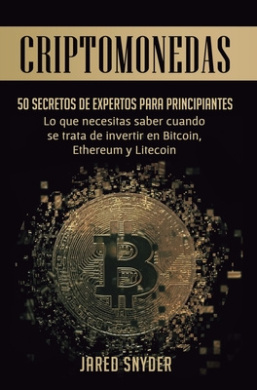 CRIPTOMONEDAS
50 SECRETOS DE EXPERTOS PARA PRINCIPIANTES
Lo que necesitas saber cuando
se trata de invertir en Bitcoin,
Ethereum y Litecoin
JARED SNYDER